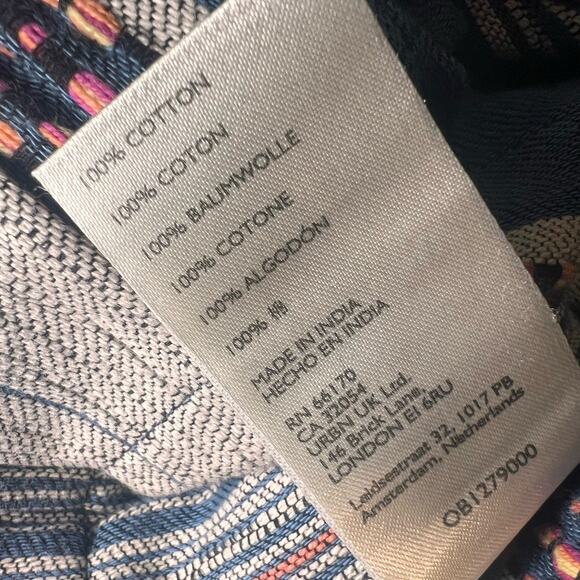 100% COTTON
100% COTON
100% BAUMWOLLE
100% COTONE
100% ALGODÓN
100% 棉
MADE IN INDIA
HECHO EN INDIA
RN 66170
CA 32054
URBN UK Ltd.
146 Brick Lane,
LONDON E1 6RU
Leidsestraat 32, 1017 PB
Amsterdam, Netherlands
OB1279000